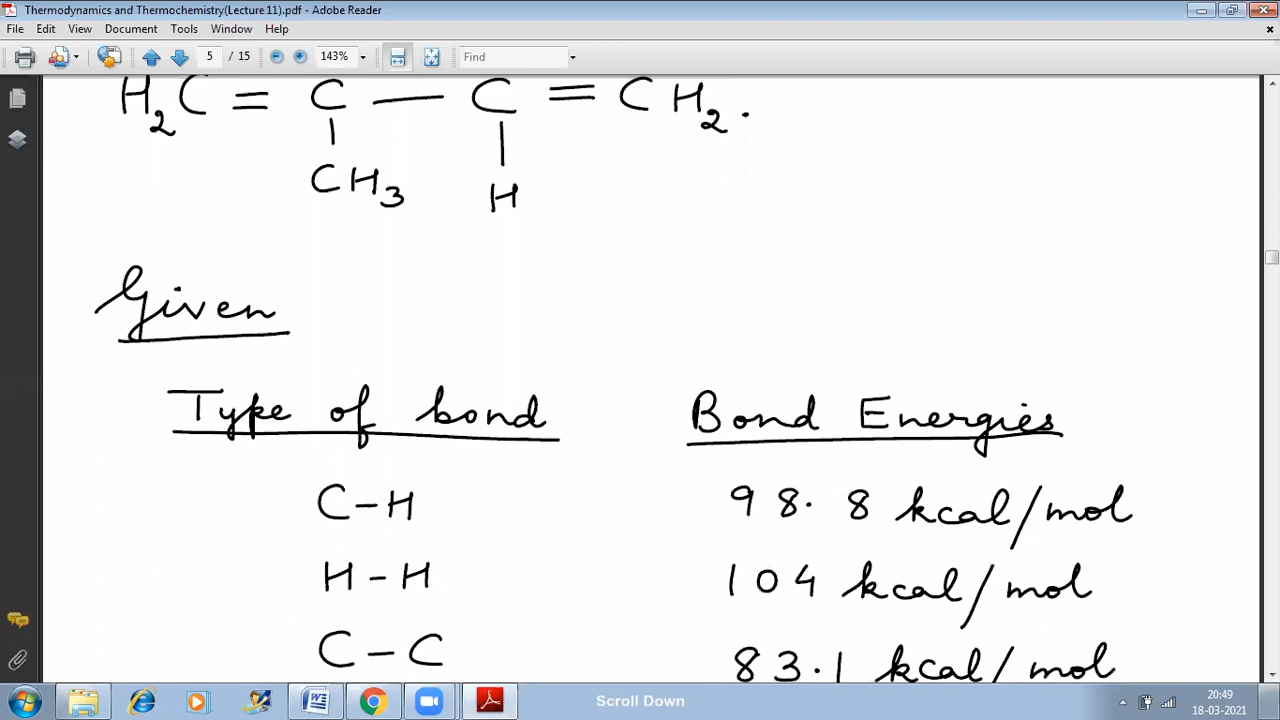 Thermodynamics and Thermochemistry(Lecture 11).pdf - Adobe Reader
File Edit View Document Tools Window Help
5 / 15 143% Find
H₂C = C — C = CH₂.
CH₃ H
Given
Type of bond Bond Energies
C-H 98.8 kcal/mol
H-H 104 kcal/mol
C-C 83.1 kcal/mol
Scroll Down
20:49
18-03-2021